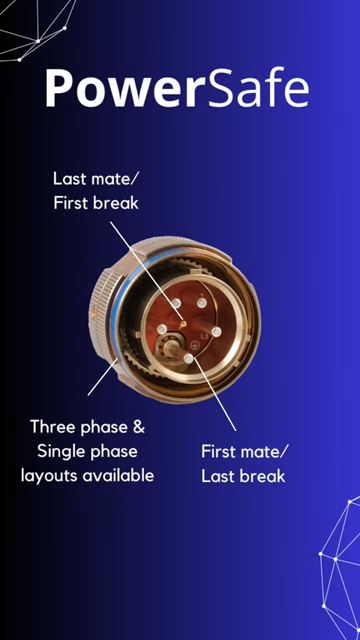 PowerSafe
Last mate/
First break
Three phase &
Single phase
layouts available
First mate/
Last break